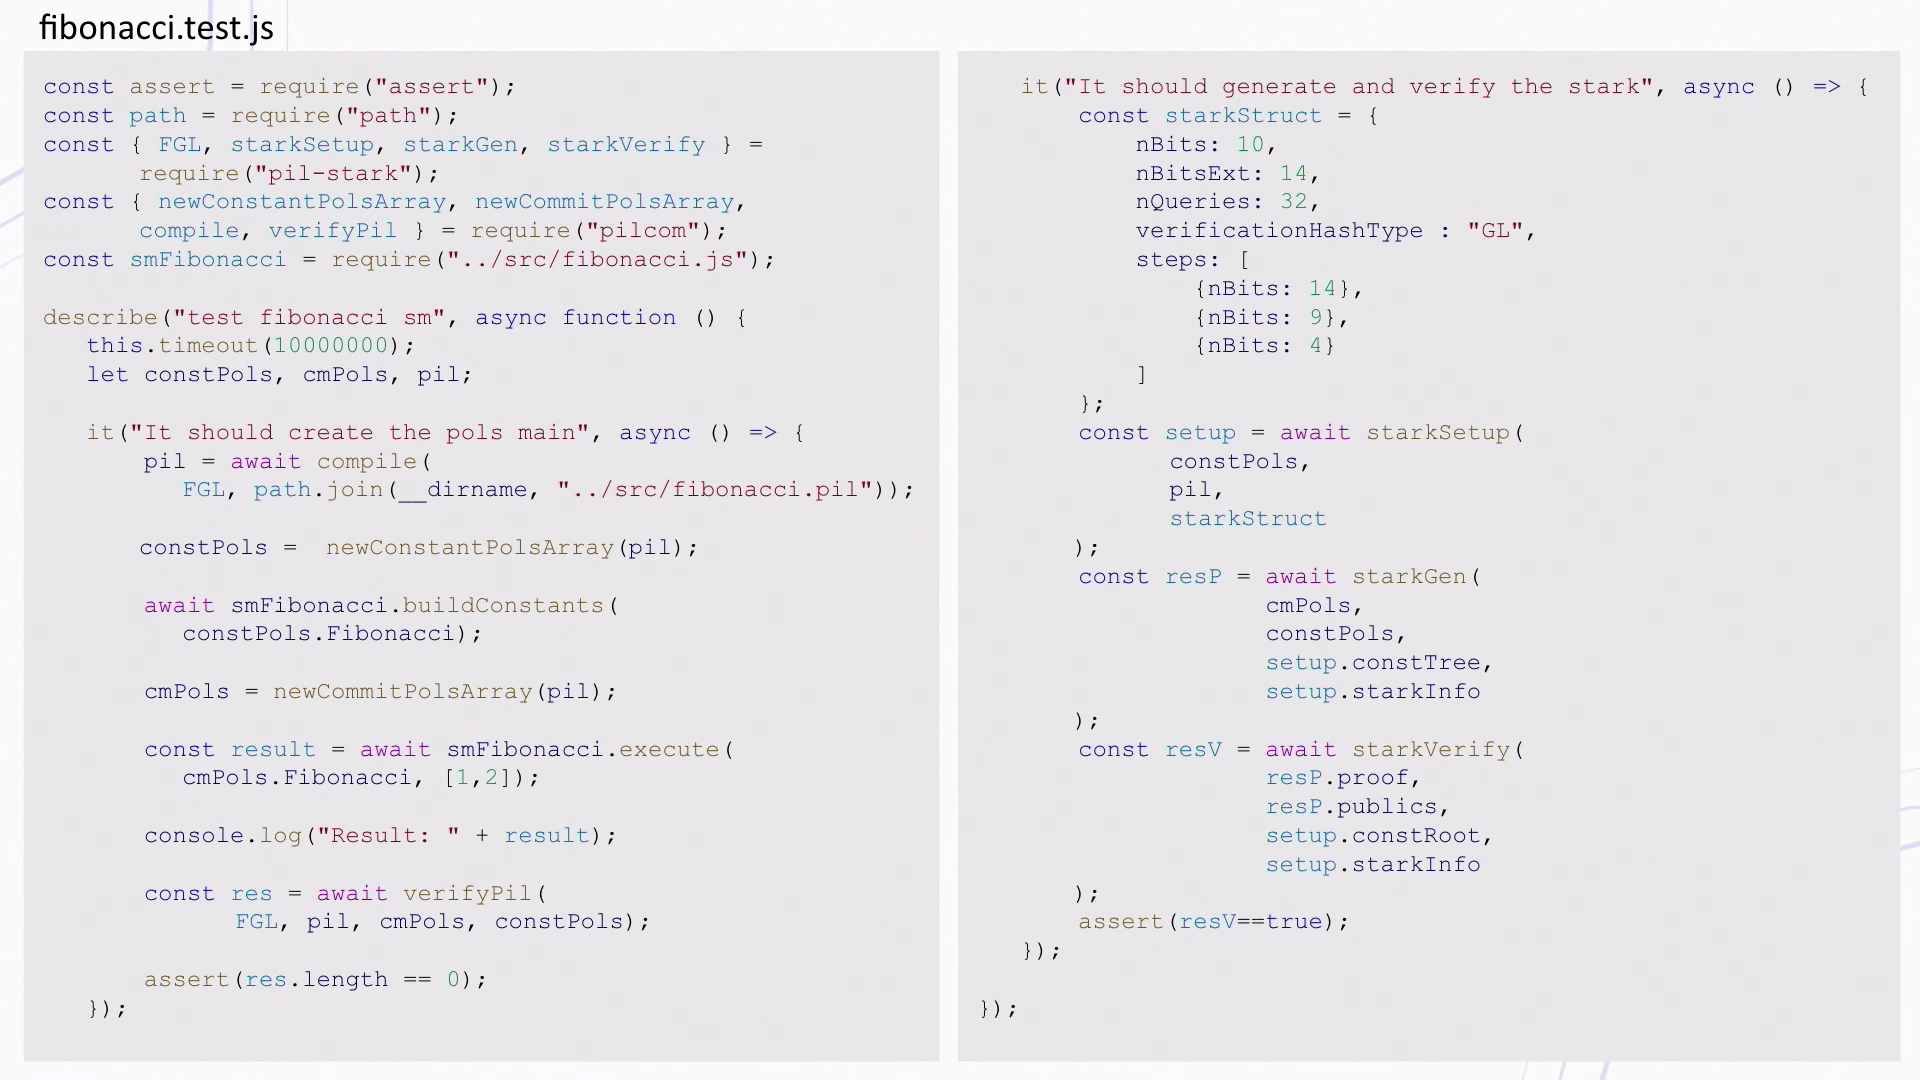 fibonacci.test.js
const assert = require("assert");
const path = require("path");
const { FGL, starkSetup, starkGen, starkVerify } =
require("pil-stark");
const { newConstantPolsArray, newCommitPolsArray,
compile, verifyPil } = require("pilcom");
const smFibonacci = require("../src/fibonacci.js");
describe("test fibonacci sm", async function () {
this.timeout(10000000);
let constPols, cmPols, pil;
it("It should create the pols main", async () => {
pil = await compile(
FGL, path.join(__dirname, "../src/fibonacci.pil"));
constPols =  newConstantPolsArray(pil);
await smFibonacci.buildConstants(
constPols.Fibonacci);
cmPols = newCommitPolsArray(pil);
const result = await smFibonacci.execute(
cmPols.Fibonacci, [1,2]);
console.log("Result: " + result);
const res = await verifyPil(
FGL, pil, cmPols, constPols);
assert(res.length == 0);
});
it("It should generate and verify the stark", async () => {
const starkStruct = {
nBits: 10,
nBitsExt: 14,
nQueries: 32,
verificationHashType : "GL",
steps: [
{nBits: 14},
{nBits: 9},
{nBits: 4}
]
};
const setup = await starkSetup(
constPols,
pil,
starkStruct
);
const resP = await starkGen(
cmPols,
constPols,
setup.constTree,
setup.starkInfo
);
const resV = await starkVerify(
resP.proof,
resP.publics,
setup.constRoot,
setup.starkInfo
);
assert(resV==true);
});
});